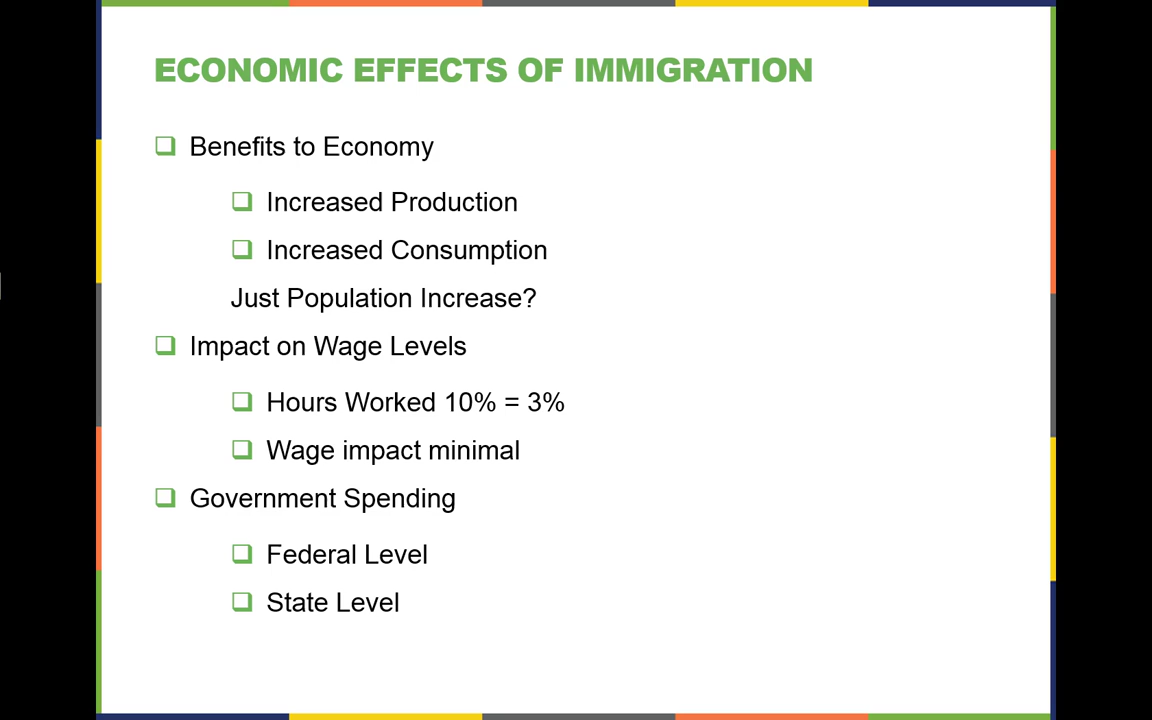 ECONOMIC EFFECTS OF IMMIGRATION
Benefits to Economy
Increased Production
Increased Consumption
Just Population Increase?
Impact on Wage Levels
Hours Worked 10% = 3%
Wage impact minimal
Government Spending
Federal Level
State Level